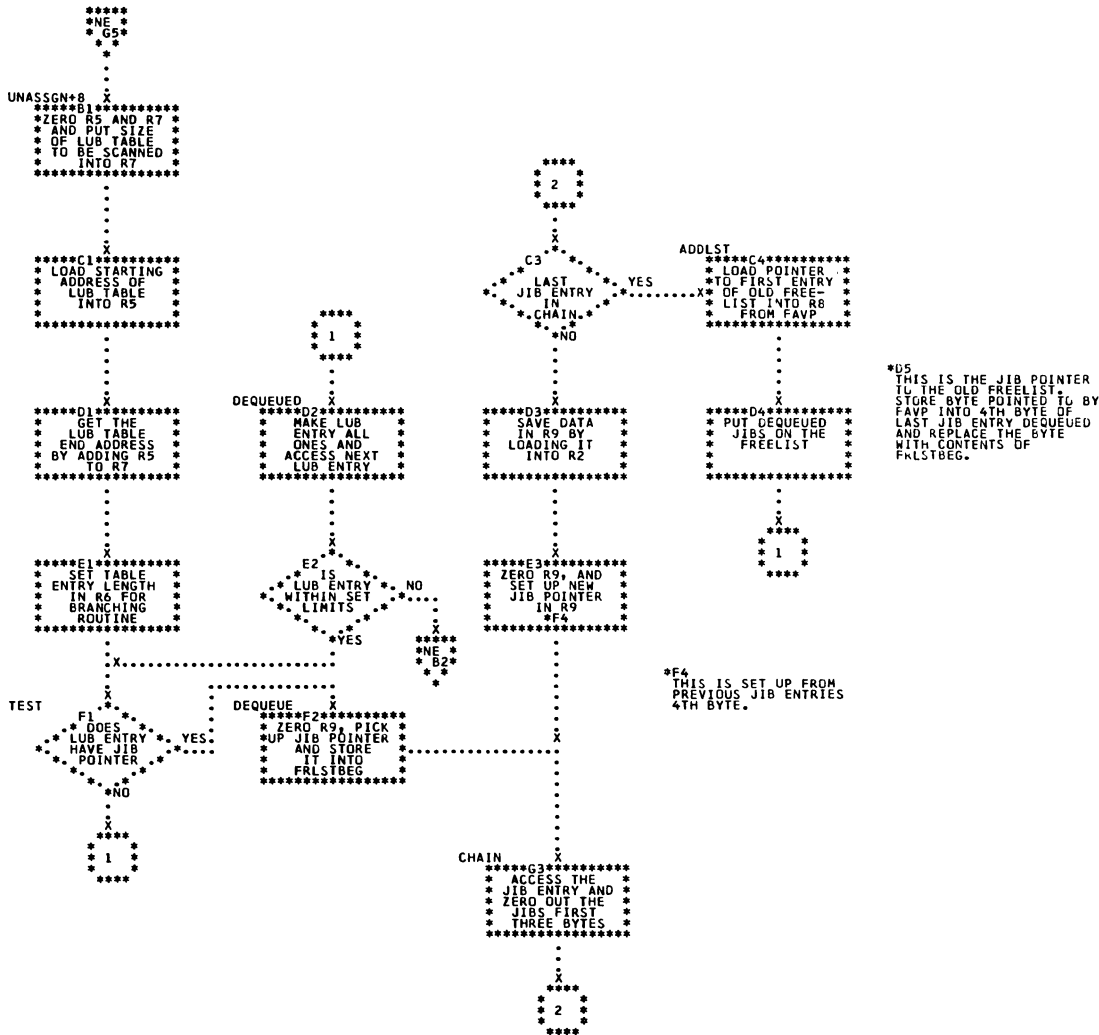 NE
G5
UNASSGN+8
B1
ZERO R5 AND R7
AND PUT SIZE
OF LUB TABLE
TO BE SCANNED
INTO R7
C1
LOAD STARTING
ADDRESS OF
LUB TABLE
INTO R5
D1
GET THE
LUB TABLE
END ADDRESS
BY ADDING R5
TO R7
E1
SET TABLE
ENTRY LENGTH
IN R6 FOR
BRANCHING
ROUTINE
TEST
F1
DOES
LUB ENTRY
HAVE JIB
POINTER
YES
NO
1
1
DEQUEUED
D2
MAKE LUB
ENTRY ALL
ONES AND
ACCESS NEXT
LUB ENTRY
E2
IS
LUB ENTRY
WITHIN SET
LIMITS
NO
YES
NE
B2
DEQUEUE
F2
ZERO R9, PICK
UP JIB POINTER
AND STORE
IT INTO
FRLSTBEG
2
C3
LAST
JIB ENTRY
IN
CHAIN
YES
NO
D3
SAVE DATA
IN R9 BY
LOADING IT
INTO R2
E3
ZERO R9, AND
SET UP NEW
JIB POINTER
IN R9
*F4
CHAIN
G3
ACCESS THE
JIB ENTRY AND
ZERO OUT THE
JIBS FIRST
THREE BYTES
2
ADDLST
C4
LOAD POINTER
TO FIRST ENTRY
OF OLD FREE-
LIST INTO R8
FROM FAVP
D4
PUT DEQUEUED
JIBS ON THE
FREELIST
1
*D5
THIS IS THE JIB POINTER
TO THE OLD FREELIST.
STORE BYTE POINTED TO BY
FAVP INTO 4TH BYTE OF
LAST JIB ENTRY DEQUEUED
AND REPLACE THE BYTE
WITH CONTENTS OF
FRLSTBEG.
*F4
THIS IS SET UP FROM
PREVIOUS JIB ENTRIES
4TH BYTE.